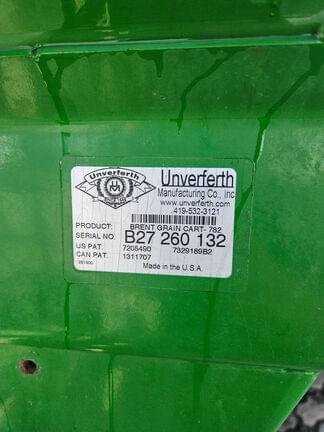 Unverferth
Manufacturing Co., Inc
www.unverferth.com
419-532-3121
PRODUCT: BRENT GRAIN CART- 782
SERIAL NO. B27 260 132
US PAT. 7205490 7329189B2
CAN PAT. 1311707
Made in the U.S.A.